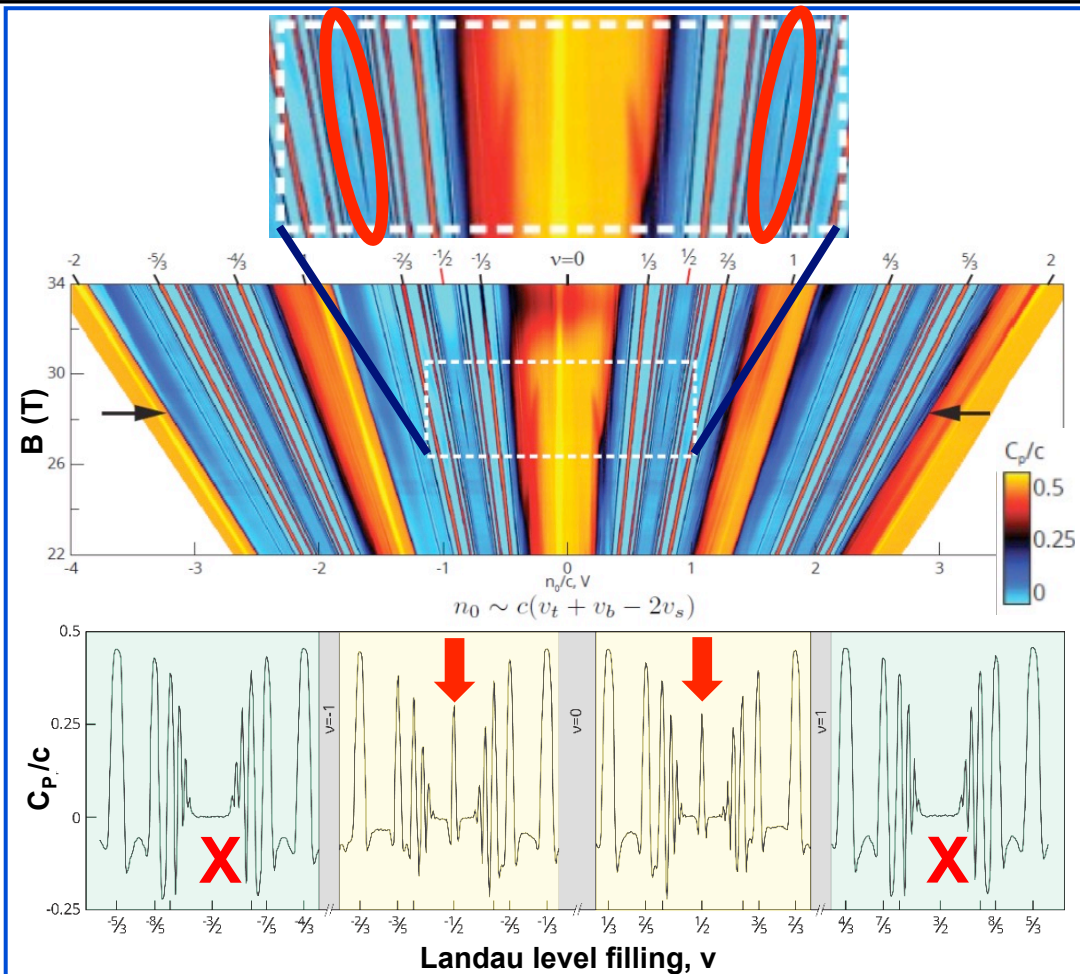 -2 -5⁄3 -4⁄3 -2⁄3 -1⁄2 -1⁄3 ν=0 1⁄3 1⁄2 2⁄3 1 4⁄3 5⁄3 2
34
30
26
22
B (T)
-4 -3 -2 -1 0 1 2 3
n₀/c, V
Cₚ/c
0.5
0.25
0
n₀ ∼ c(vₜ + v_b − 2vₛ)
0.5
0.25
0
-0.25
C_P/c
ν=-1
ν=0
ν=1
X X
-5⁄3 -8⁄5 -3⁄2 -7⁄5 -4⁄3 -2⁄3 -3⁄5 -1⁄2 -2⁄5 -1⁄3 1⁄3 2⁄5 1⁄2 3⁄5 2⁄3 4⁄3 7⁄5 3⁄2 8⁄5 5⁄3
Landau level filling, ν